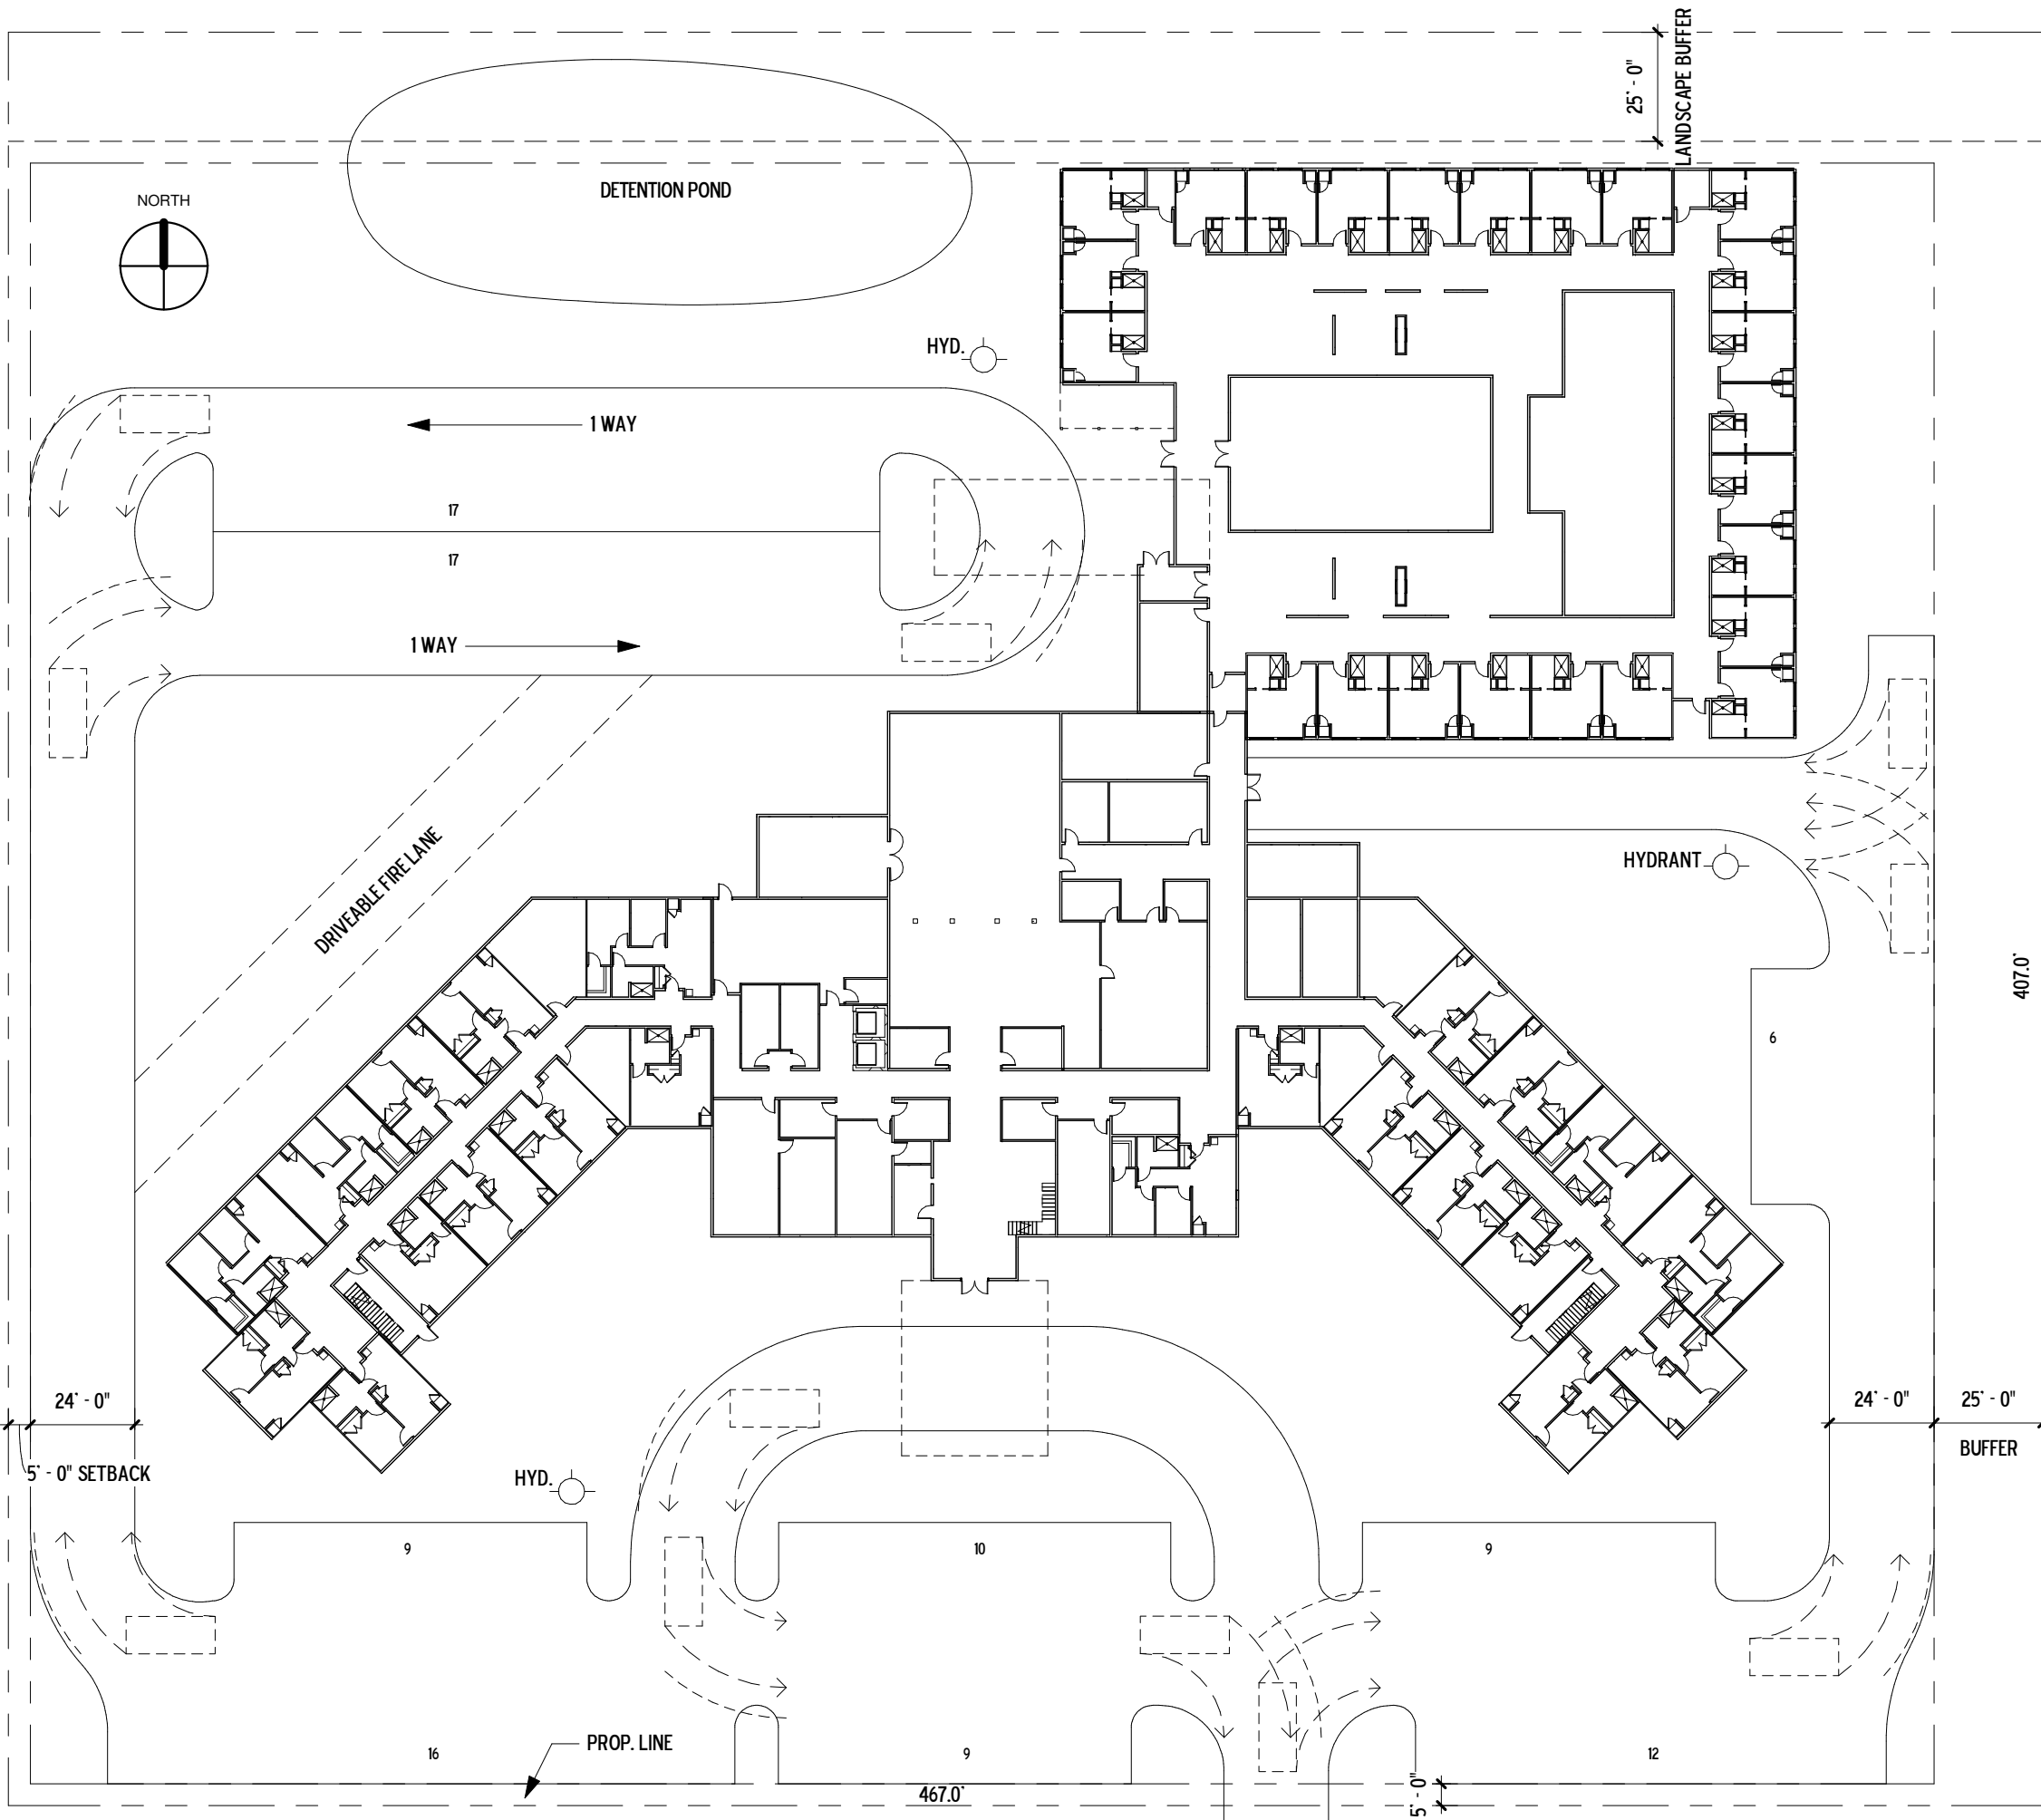 25' - 0"
LANDSCAPE BUFFER
DETENTION POND
NORTH
HYD.
1 WAY
17
17
1 WAY
DRIVEABLE FIRE LANE
HYDRANT
407.0'
6
24' - 0"
24' - 0"
25' - 0"
BUFFER
5' - 0" SETBACK
HYD.
9
10
9
PROP. LINE
16
9
12
467.0'
5' - 0"